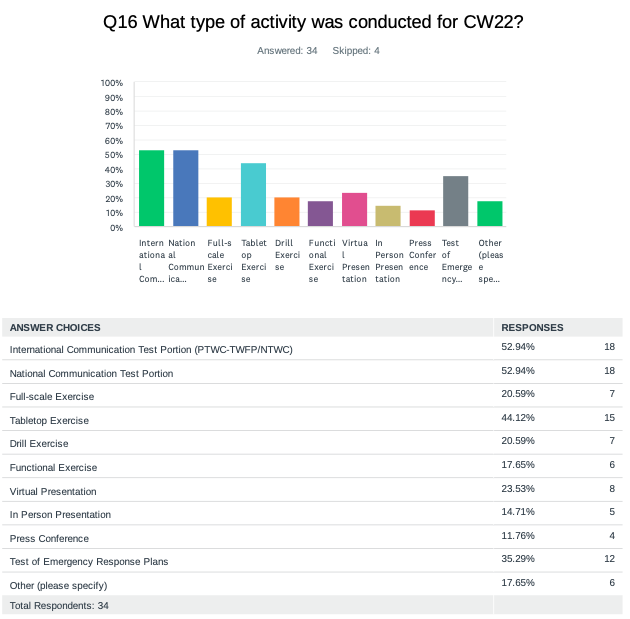 Q16 What type of activity was conducted for CW22?
Answered: 34 Skipped: 4
100%
90%
80%
70%
60%
50%
40%
30%
20%
10%
0%
Intern ationa l Com...
Nation al Commun ica...
Full-s cale Exerci se
Tablet op Exerci se
Drill Exerci se
Functi onal Exerci se
Virtua l Presen tation
In Person Presen tation
Press Confer ence
Test of Emerge ncy...
Other (pleas e spe...
ANSWER CHOICES RESPONSES
International Communication Test Portion (PTWC-TWFP/NTWC) 52.94% 18
National Communication Test Portion 52.94% 18
Full-scale Exercise 20.59% 7
Tabletop Exercise 44.12% 15
Drill Exercise 20.59% 7
Functional Exercise 17.65% 6
Virtual Presentation 23.53% 8
In Person Presentation 14.71% 5
Press Conference 11.76% 4
Test of Emergency Response Plans 35.29% 12
Other (please specify) 17.65% 6
Total Respondents: 34